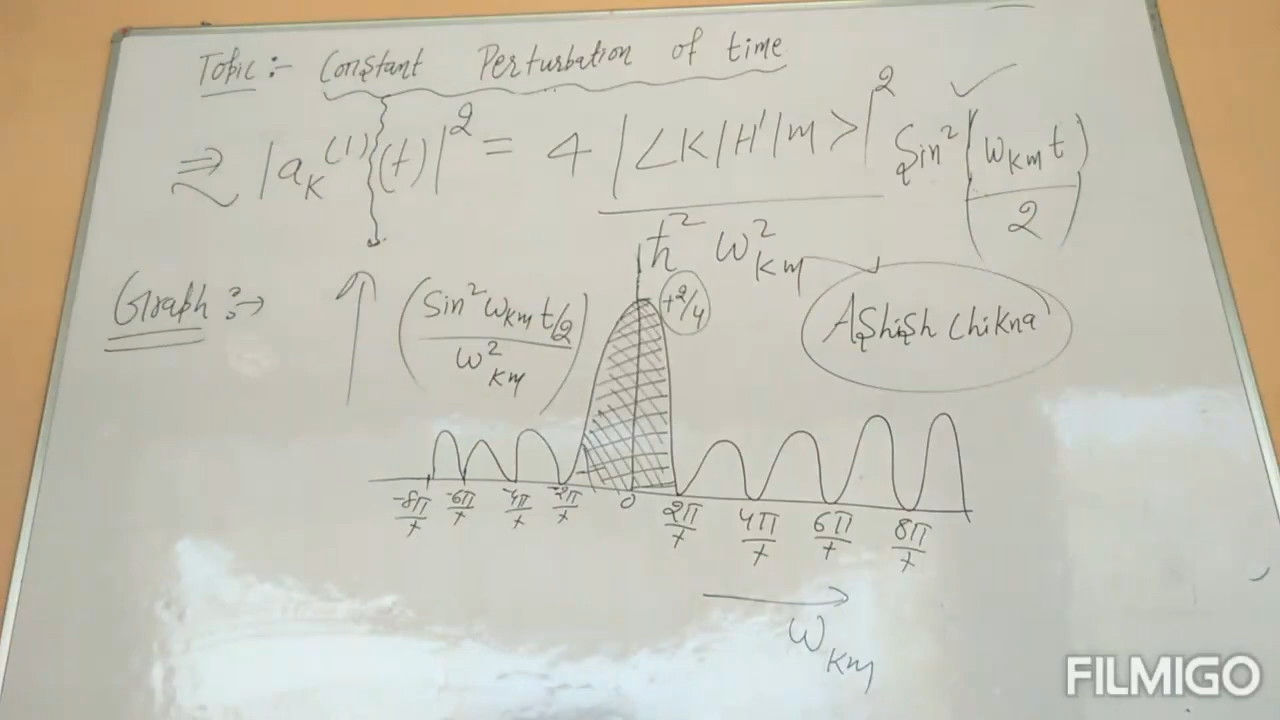 Topic:- Constant Perturbation of time
⇒ |a_K^(1)(t)|² = 4 |<K|H'|m>|² / ħ² ω²_Km Sin² (ω_Km t / 2)
Graph :→ (Sin² ω_Km t/2 / ω²_Km) t²/4 Ashish Chikna
-8π/t -6π/t -4π/t -2π/t 0 2π/t 4π/t 6π/t 8π/t
ω_Km
FILMIGO